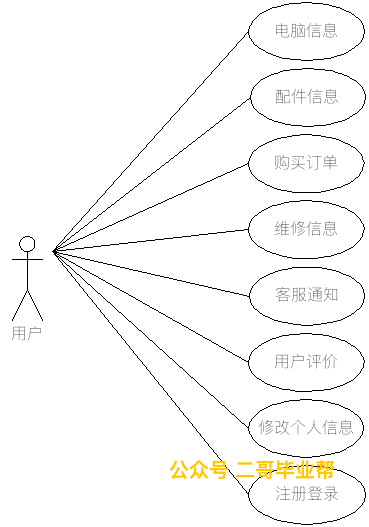 电脑信息
配件信息
购买订单
维修信息
客服通知
用户
用户评价
修改个人信息
公众号 二哥毕业帮
注册登录